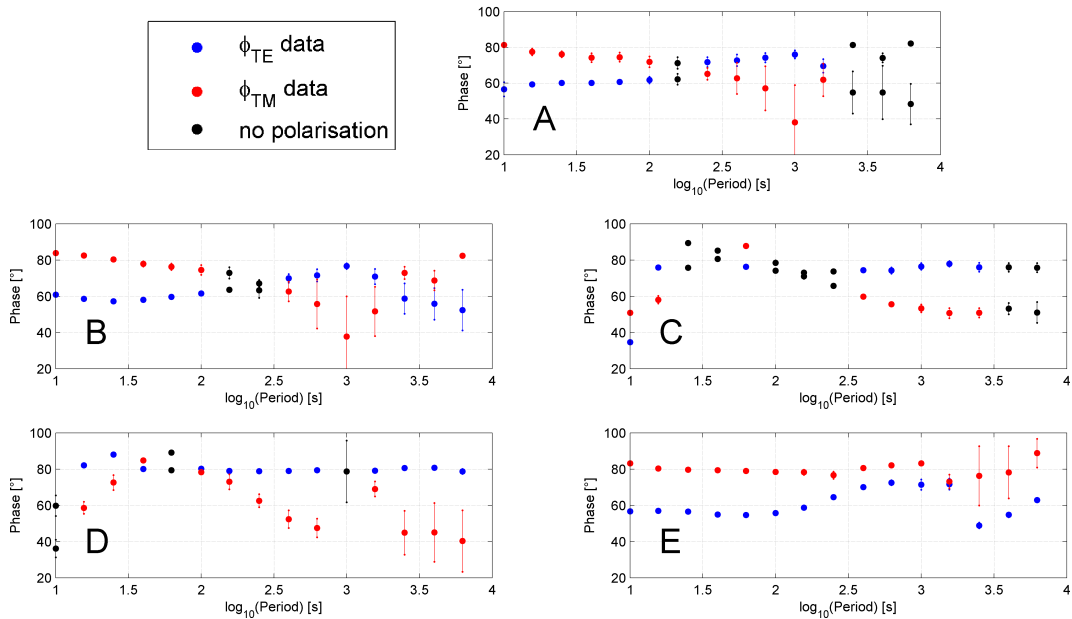 ϕTE data
ϕTM data
no polarisation
100
80
60
40
20
Phase [°]
A
1 1.5 2 2.5 3 3.5 4
log10(Period) [s]
100
80
60
40
20
Phase [°]
B
1 1.5 2 2.5 3 3.5 4
log10(Period) [s]
100
80
60
40
20
Phase [°]
C
1 1.5 2 2.5 3 3.5 4
log10(Period) [s]
100
80
60
40
20
Phase [°]
D
1 1.5 2 2.5 3 3.5 4
log10(Period) [s]
100
80
60
40
20
Phase [°]
E
1 1.5 2 2.5 3 3.5 4
log10(Period) [s]